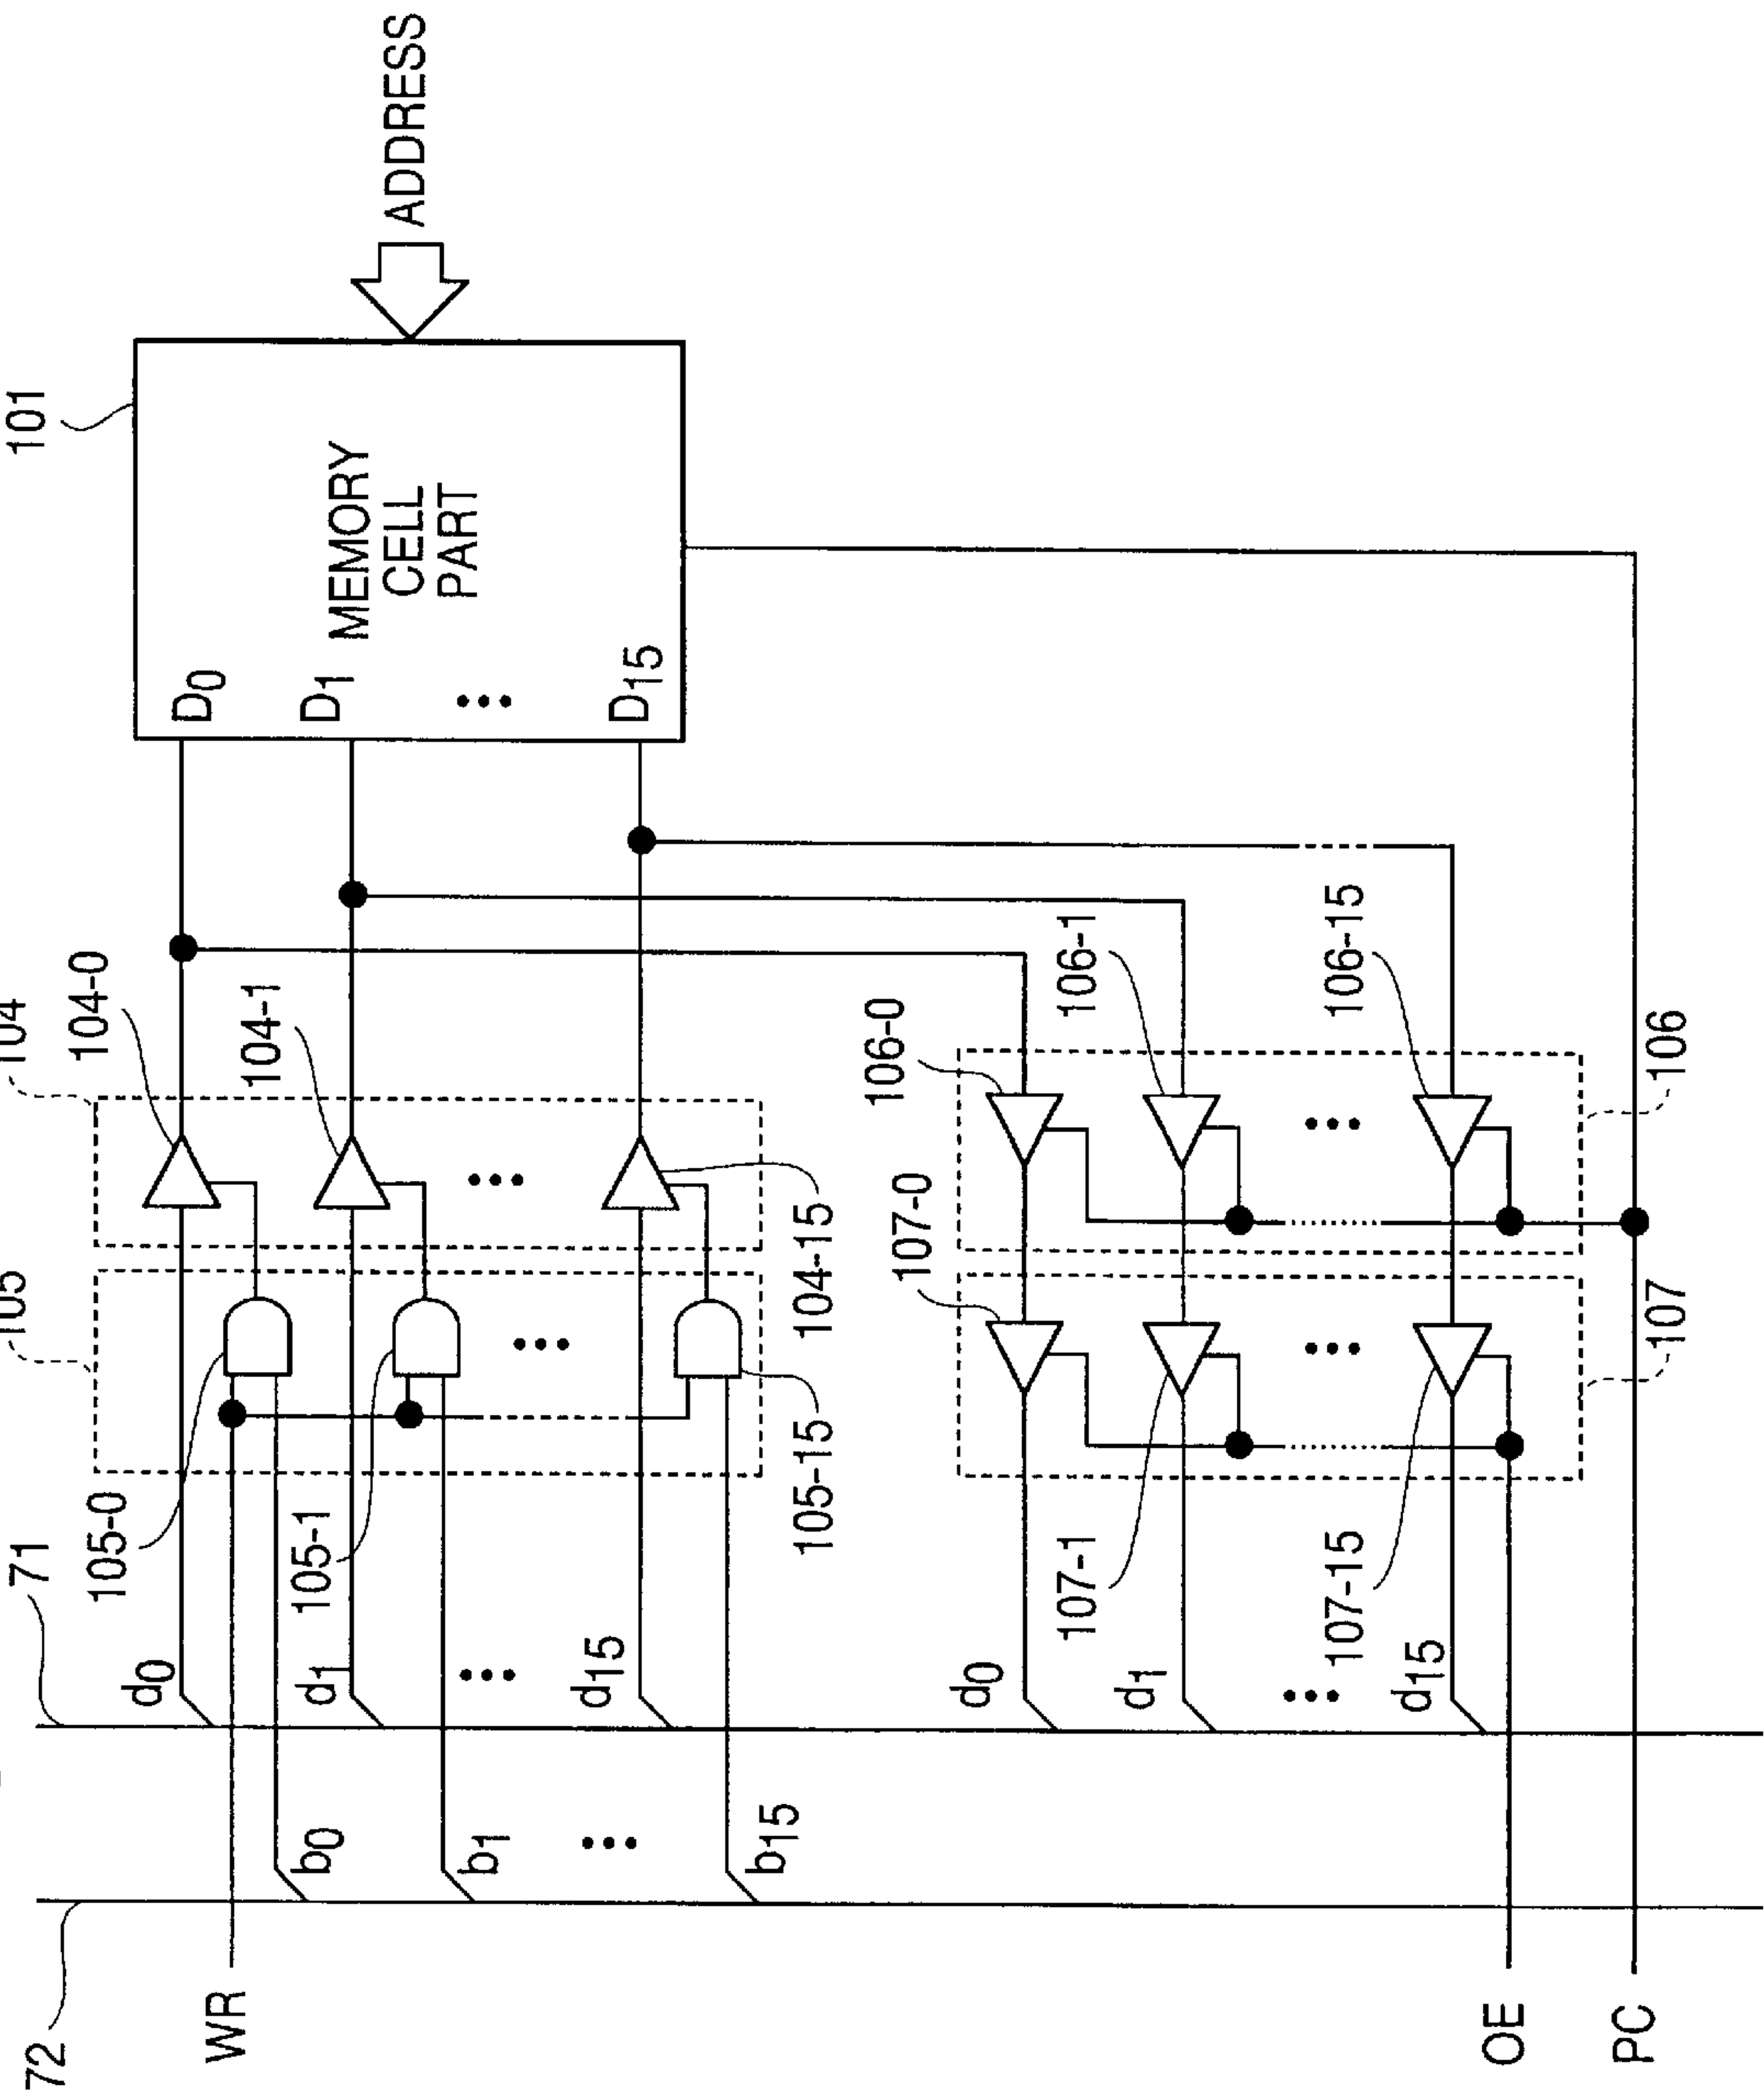 101
MEMORY
CELL
PART
ADDRESS
D0
D1
•••
D15
104
104-0
104-1
•••
104-15
105
105-0
105-1
•••
105-15
71
d0
d1
•••
d15
72
WR
b0
b1
•••
b15
106-0
106-1
•••
106-15
106
107-0
107-1
•••
107-15
107
d0
d1
•••
d15
OE
PC